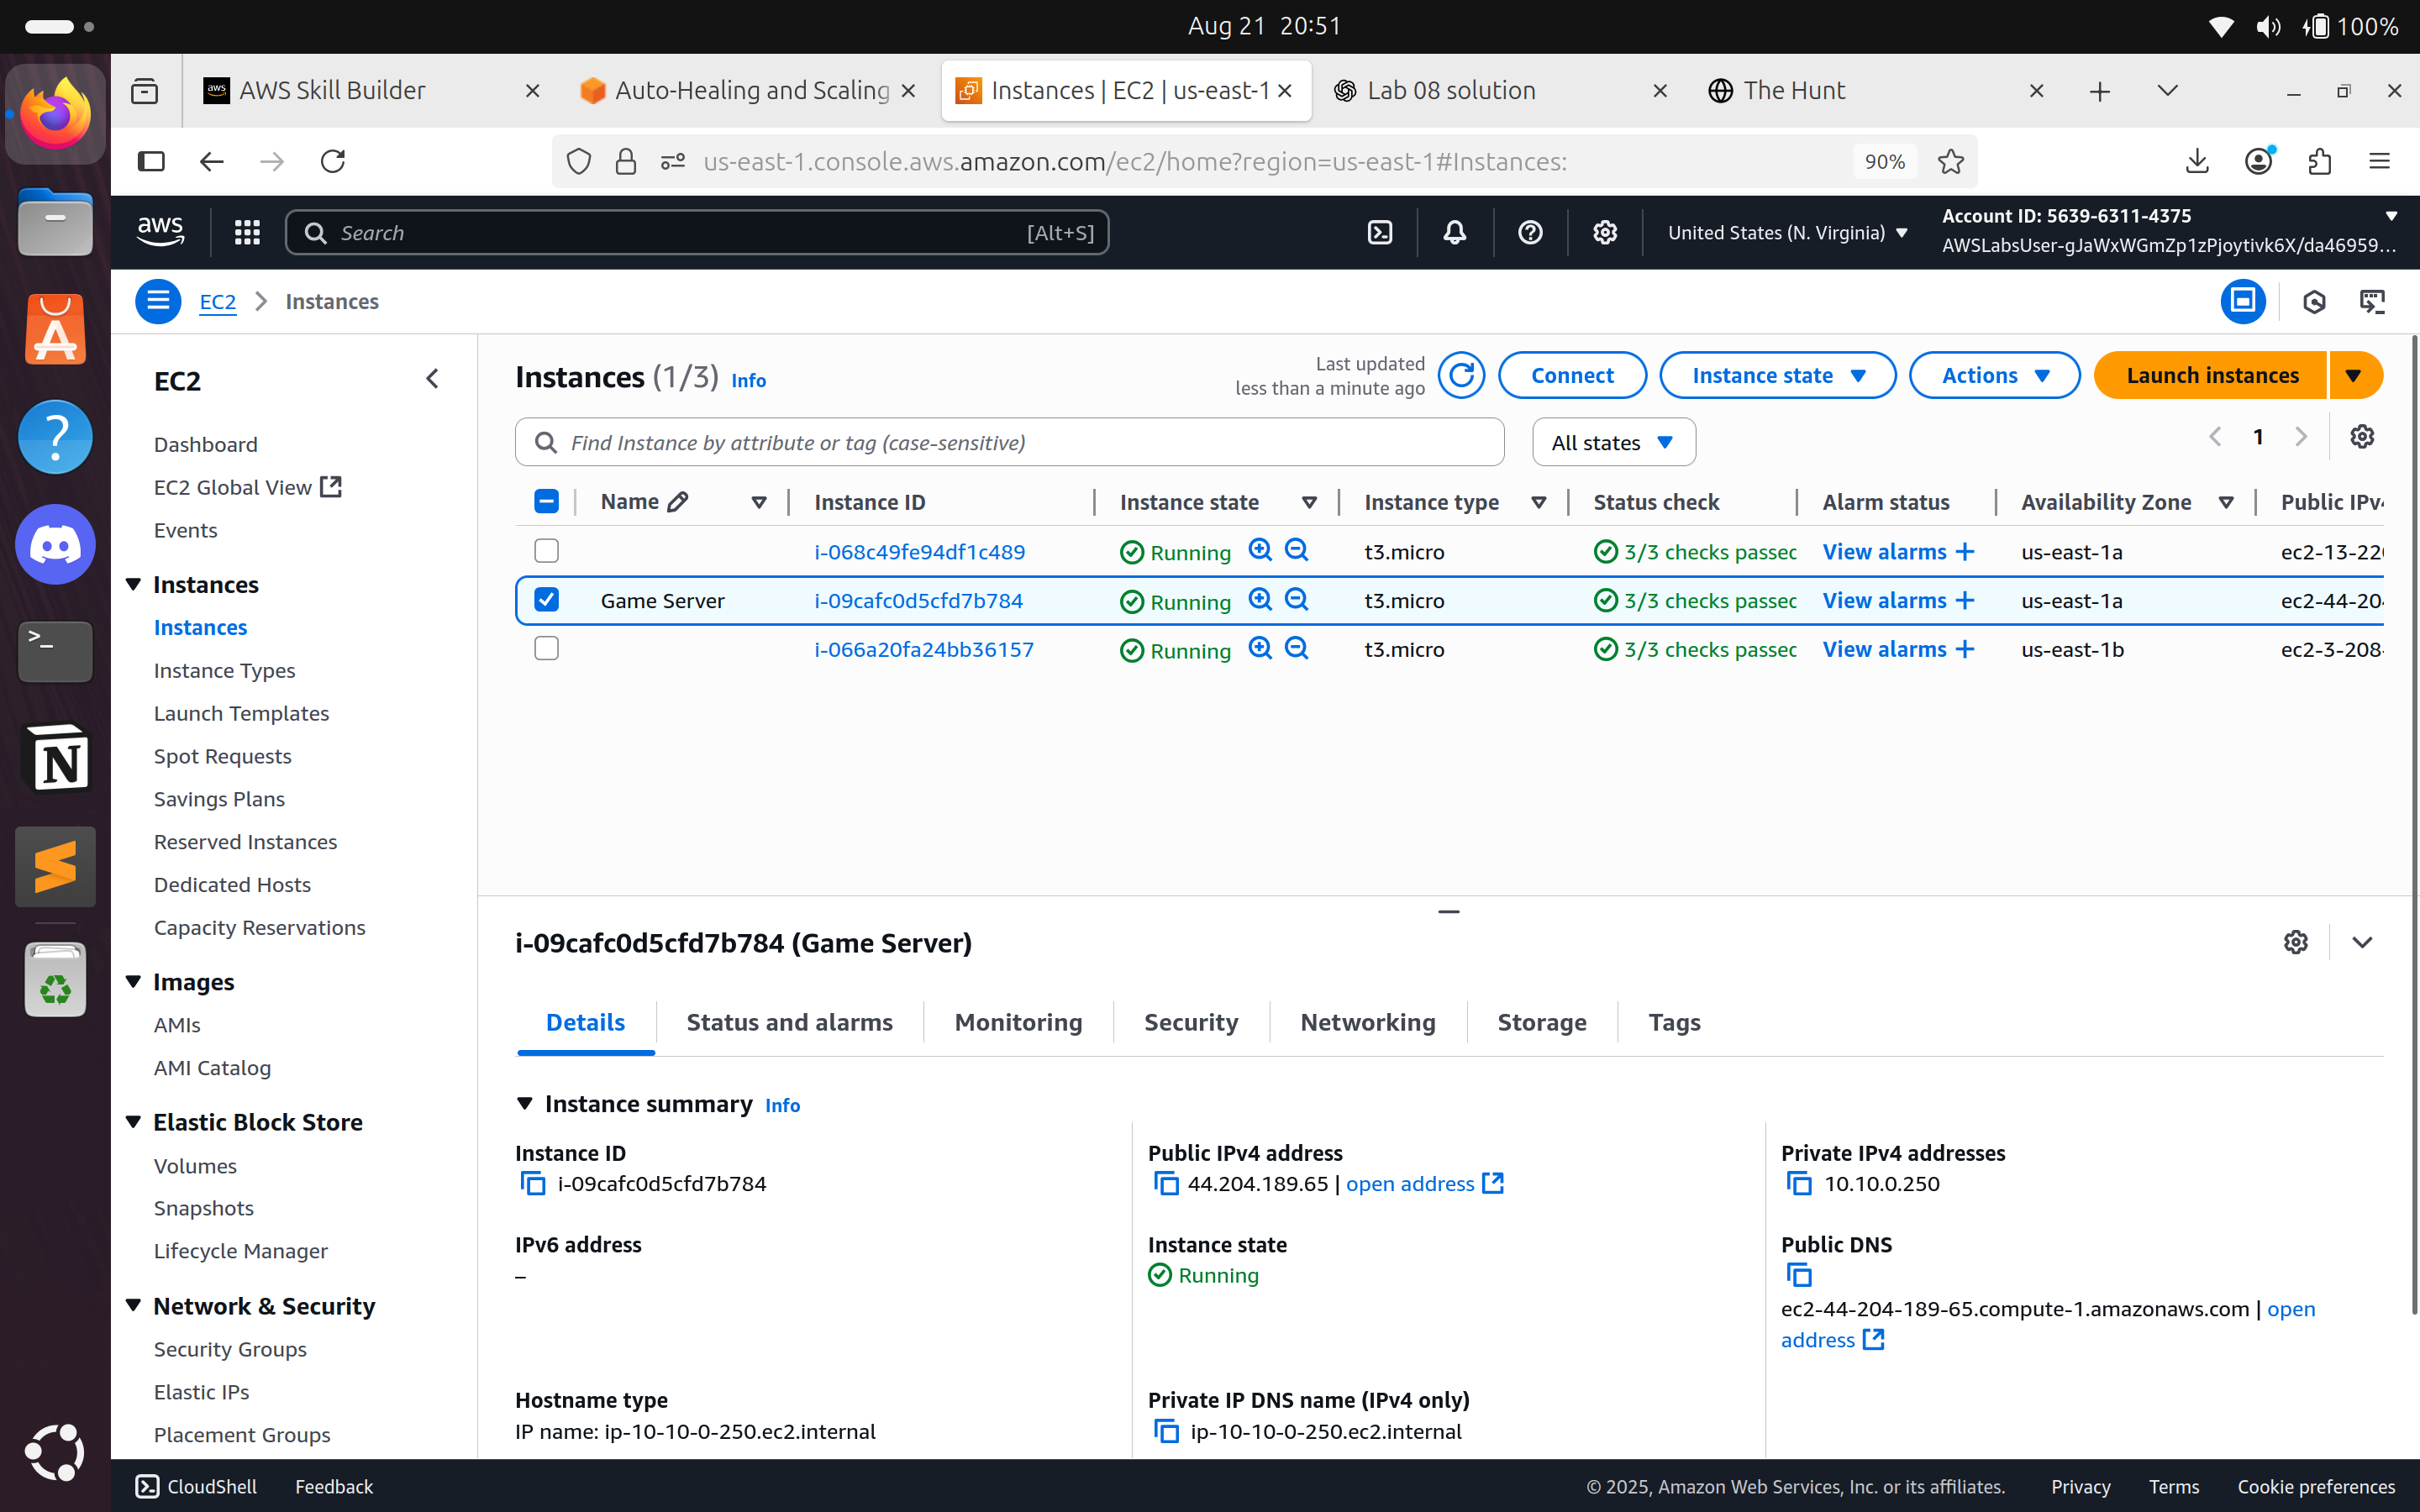 Aug 21 20:51
100%
AWS Skill Builder
Auto-Healing and Scaling
Instances | EC2 | us-east-1
Lab 08 solution
The Hunt
us-east-1.console.aws.amazon.com/ec2/home?region=us-east-1#Instances:
90%
aws
Search
[Alt+S]
United States (N. Virginia)
Account ID: 5639-6311-4375
AWSLabsUser-gJaWxWGmZp1zPjoytivk6X/da46959...
EC2
Instances
EC2
Dashboard
EC2 Global View
Events
Instances
Instances
Instance Types
Launch Templates
Spot Requests
Savings Plans
Reserved Instances
Dedicated Hosts
Capacity Reservations
Images
AMIs
AMI Catalog
Elastic Block Store
Volumes
Snapshots
Lifecycle Manager
Network & Security
Security Groups
Elastic IPs
Placement Groups
Instances (1/3) Info
Last updated
less than a minute ago
Connect
Instance state
Actions
Launch instances
Find Instance by attribute or tag (case-sensitive)
All states
1
Name Instance ID Instance state Instance type Status check Alarm status Availability Zone Public IPv4
i-068c49fe94df1c489 Running t3.micro 3/3 checks passec View alarms + us-east-1a ec2-13-220
Game Server i-09cafc0d5cfd7b784 Running t3.micro 3/3 checks passec View alarms + us-east-1a ec2-44-204
i-066a20fa24bb36157 Running t3.micro 3/3 checks passec View alarms + us-east-1b ec2-3-208-
i-09cafc0d5cfd7b784 (Game Server)
Details
Status and alarms
Monitoring
Security
Networking
Storage
Tags
Instance summary Info
Instance ID
i-09cafc0d5cfd7b784
Public IPv4 address
44.204.189.65 | open address
Private IPv4 addresses
10.10.0.250
IPv6 address
–
Instance state
Running
Public DNS
ec2-44-204-189-65.compute-1.amazonaws.com | open
address
Hostname type
IP name: ip-10-10-0-250.ec2.internal
Private IP DNS name (IPv4 only)
ip-10-10-0-250.ec2.internal
CloudShell
Feedback
© 2025, Amazon Web Services, Inc. or its affiliates.
Privacy
Terms
Cookie preferences